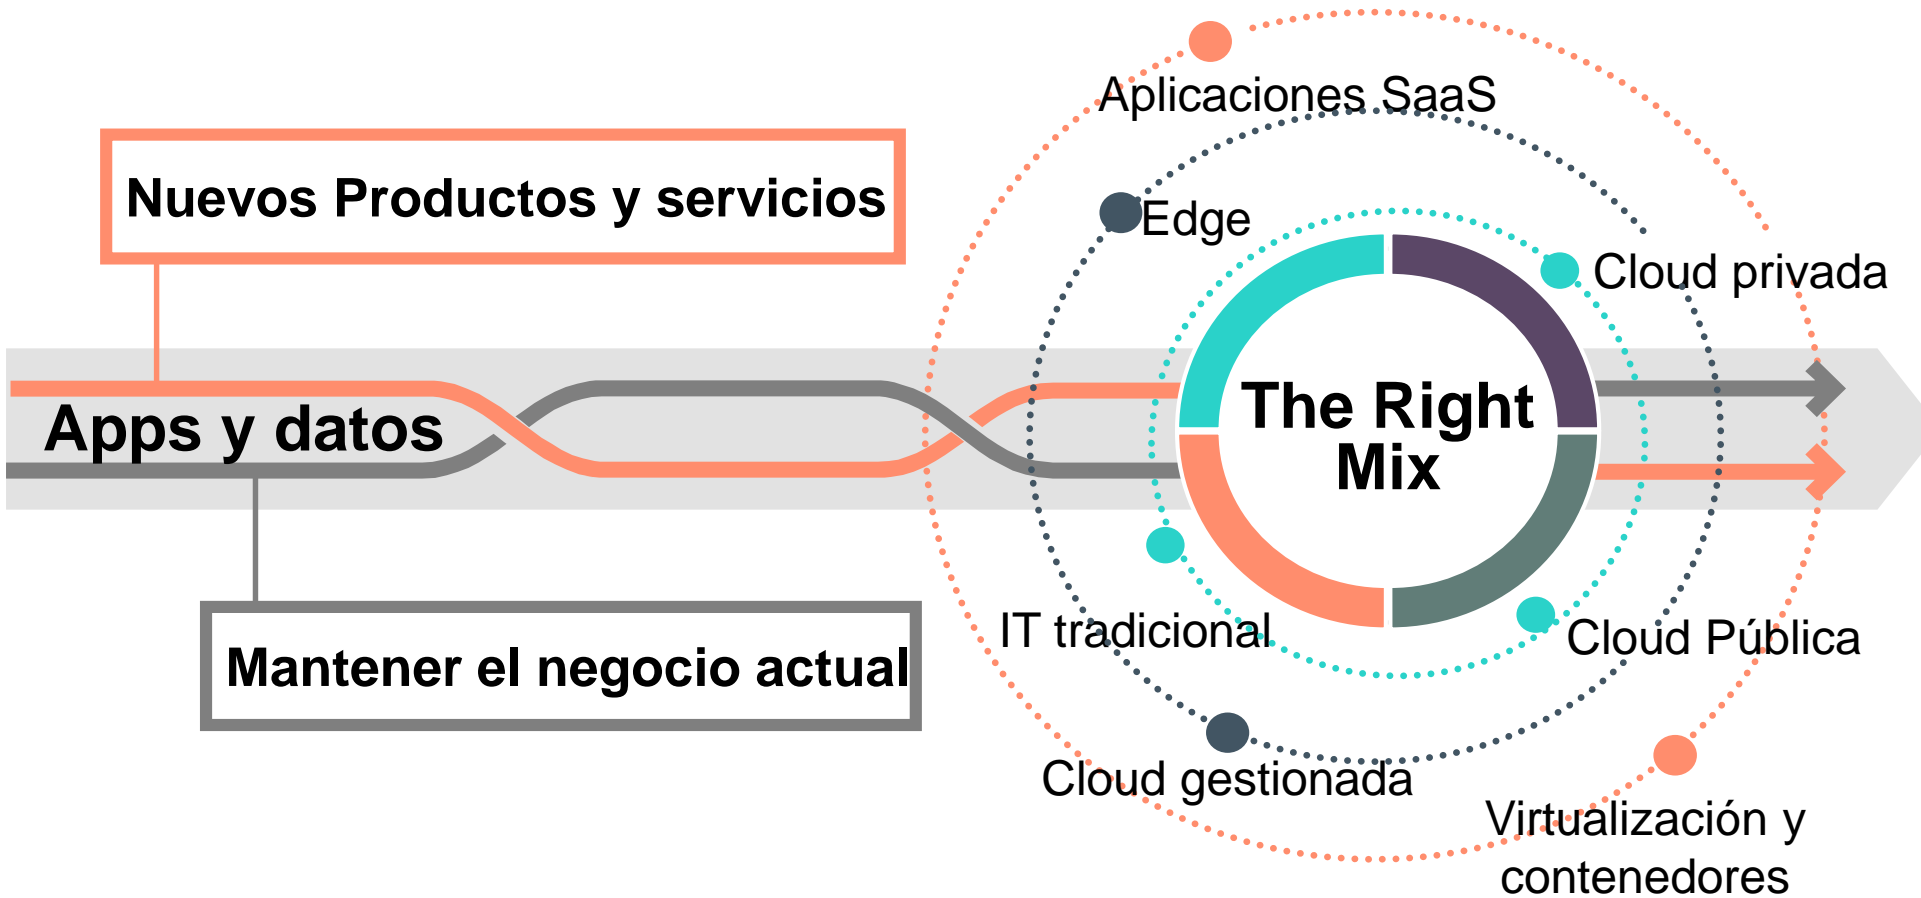 Aplicaciones SaaS
Nuevos Productos y servicios
Edge
Cloud privada
Apps y datos
The Right
Mix
IT tradicional
Cloud Pública
Mantener el negocio actual
Cloud gestionada
Virtualización y
contenedores